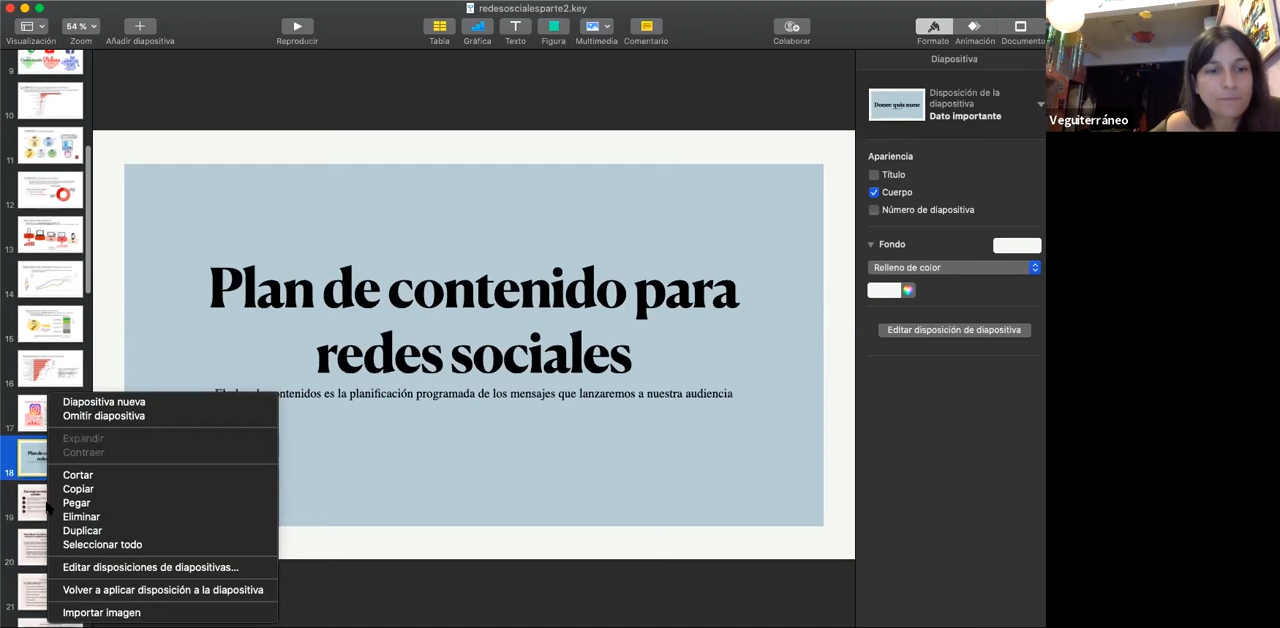 redesocialesparte2.key
54 %
Visualización
Zoom
Añadir diapositiva
Reproducir
Tabla
Gráfica
Texto
Figura
Multimedia
Comentario
Colaborar
Formato
Animación
Documento
Diapositiva
Donec quis nunc
Disposición de la
diapositiva
Dato importante
Apariencia
Título
Cuerpo
Número de diapositiva
Fondo
Relleno de color
Editar disposición de diapositiva
Veguiterráneo
Plan de contenido para
redes sociales
contenidos es la planificación programada de los mensajes que lanzaremos a nuestra audiencia
9
10
11
12
13
14
15
16
17
18
19
20
21
Diapositiva nueva
Omitir diapositiva
Expandir
Contraer
Cortar
Copiar
Pegar
Eliminar
Duplicar
Seleccionar todo
Editar disposiciones de diapositivas...
Volver a aplicar disposición a la diapositiva
Importar imagen